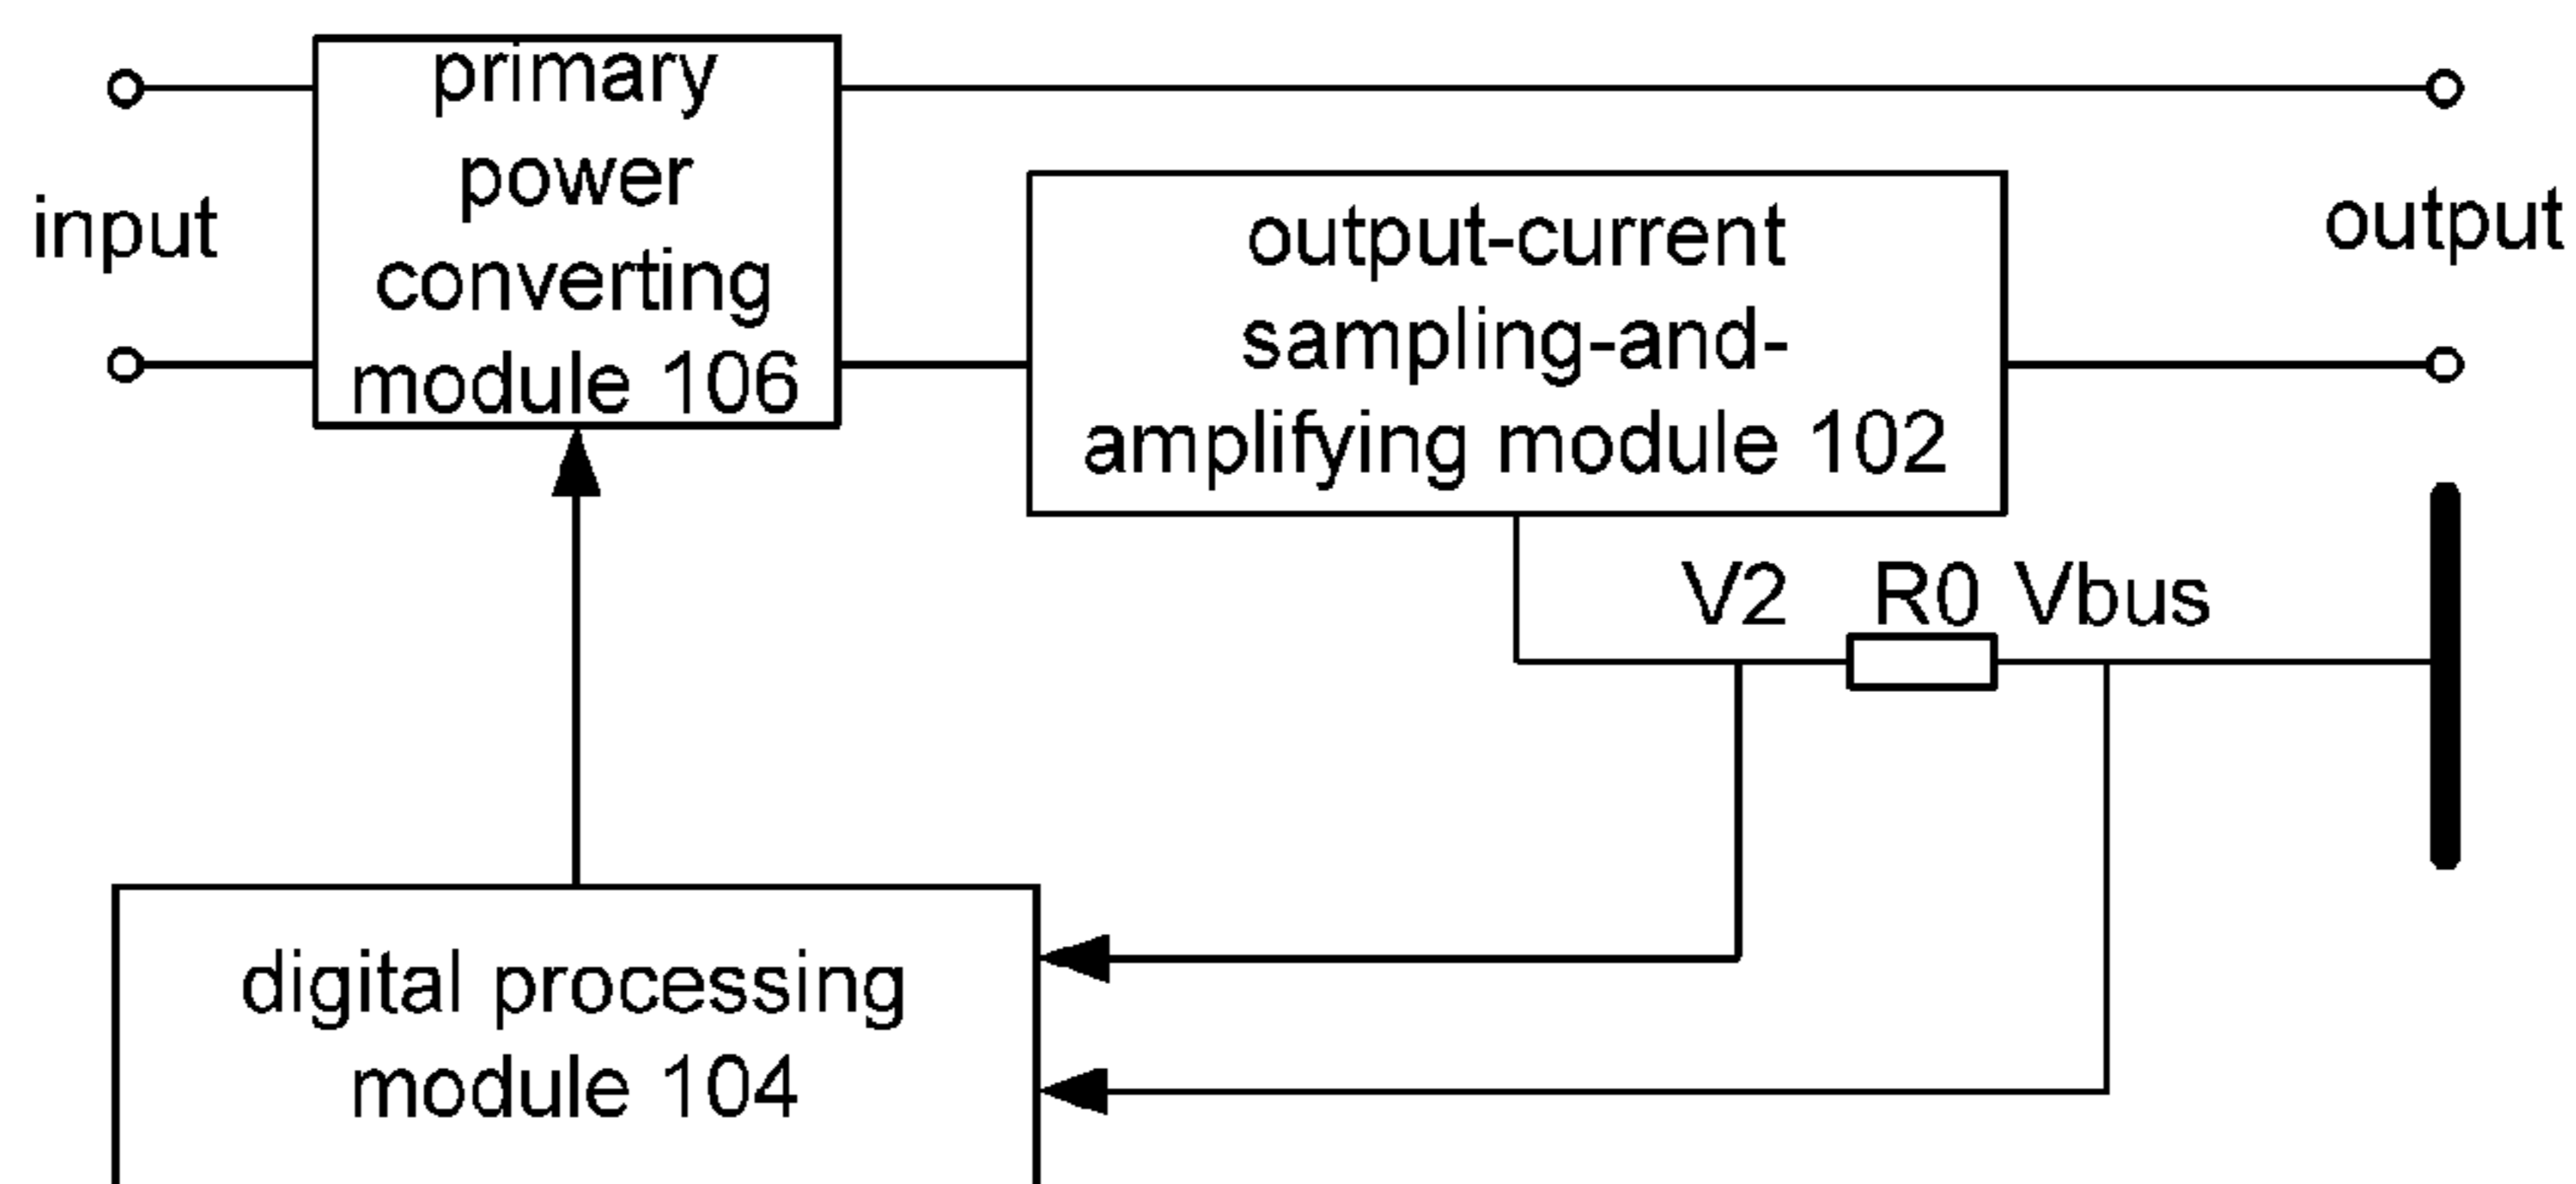 input
primary
power
converting
module 106
output-current
sampling-and-
amplifying module 102
output
V2 R0 Vbus
digital processing
module 104